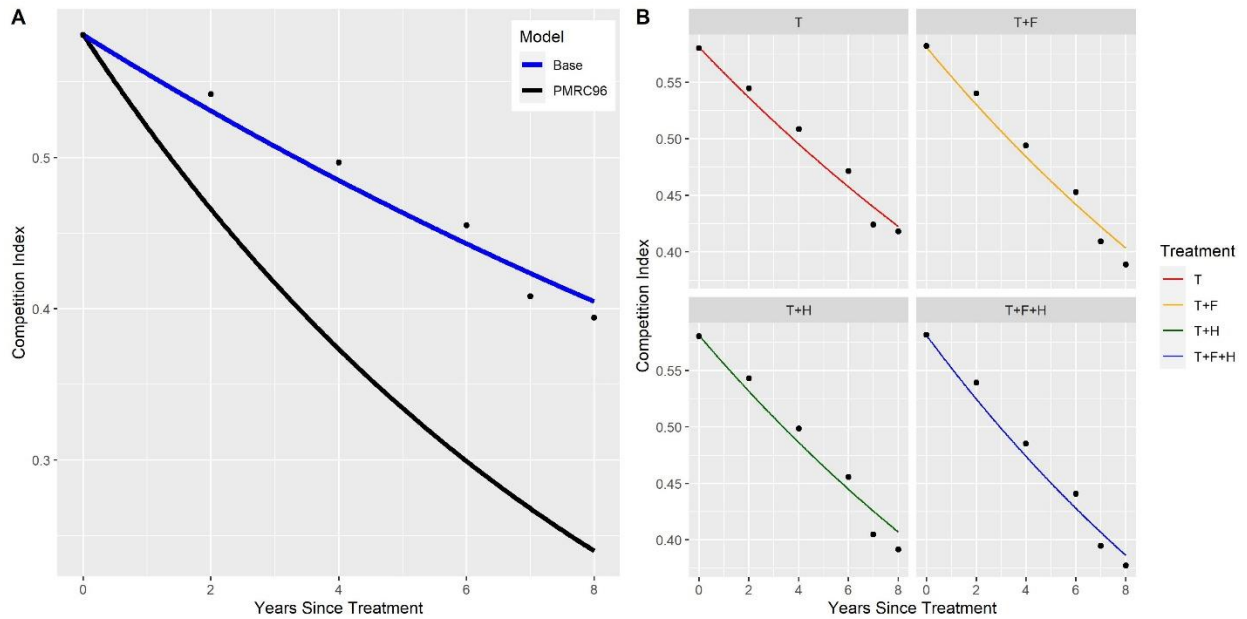 A
Model
Base
PMRC96
0.5
0.4
0.3
Competition Index
0 2 4 6 8
Years Since Treatment
B
T T+F
0.55
0.50
0.45
0.40
T+H T+F+H
0.55
0.50
0.45
0.40
Competition Index
0 2 4 6 8 0 2 4 6 8
Years Since Treatment
Treatment
T
T+F
T+H
T+F+H